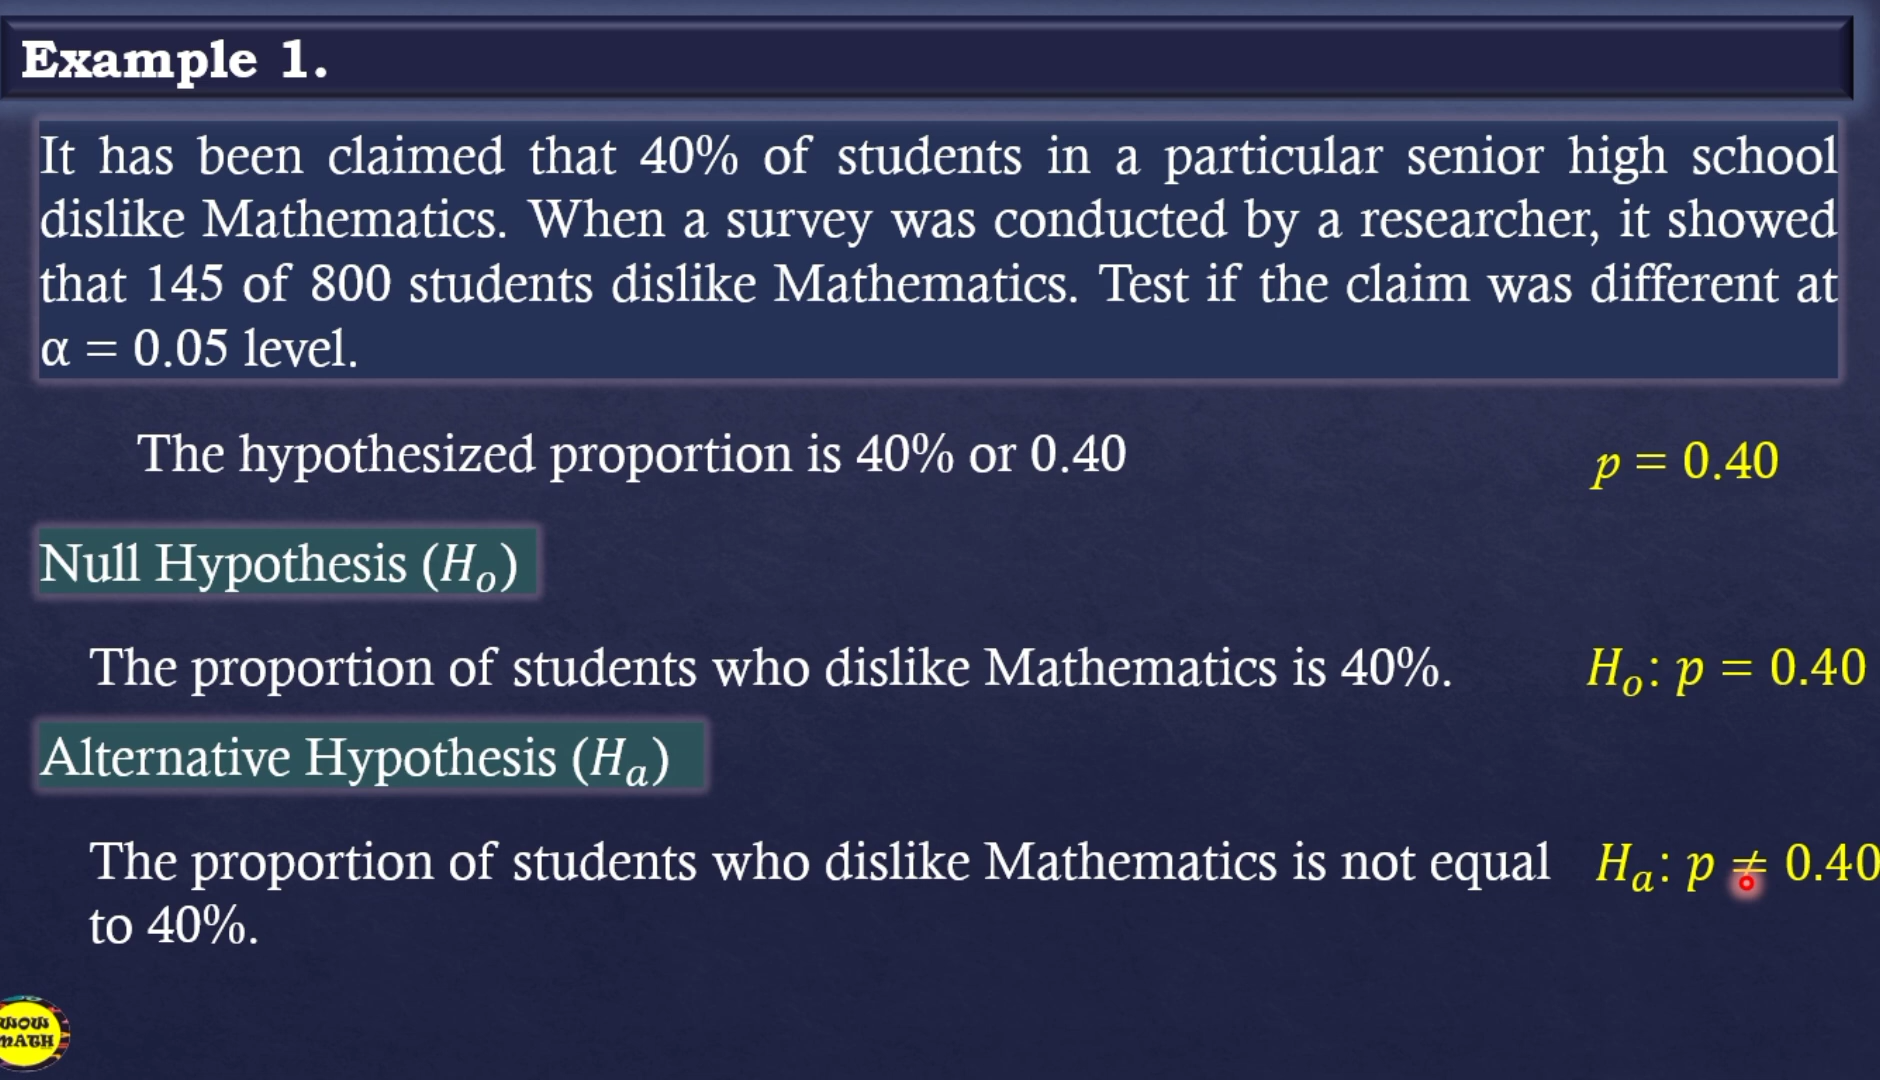 Example 1.
It has been claimed that 40% of students in a particular senior high school
dislike Mathematics. When a survey was conducted by a researcher, it showed
that 145 of 800 students dislike Mathematics. Test if the claim was different at
α = 0.05 level.
The hypothesized proportion is 40% or 0.40
p = 0.40
Null Hypothesis (Hₒ)
The proportion of students who dislike Mathematics is 40%.
Hₒ: p = 0.40
Alternative Hypothesis (Hₐ)
The proportion of students who dislike Mathematics is not equal
to 40%.
Hₐ: p ≠ 0.40
WOW
MATH